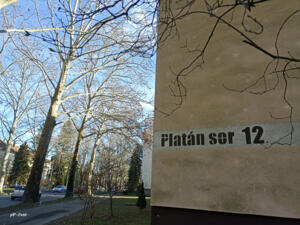 Platán sor 12.